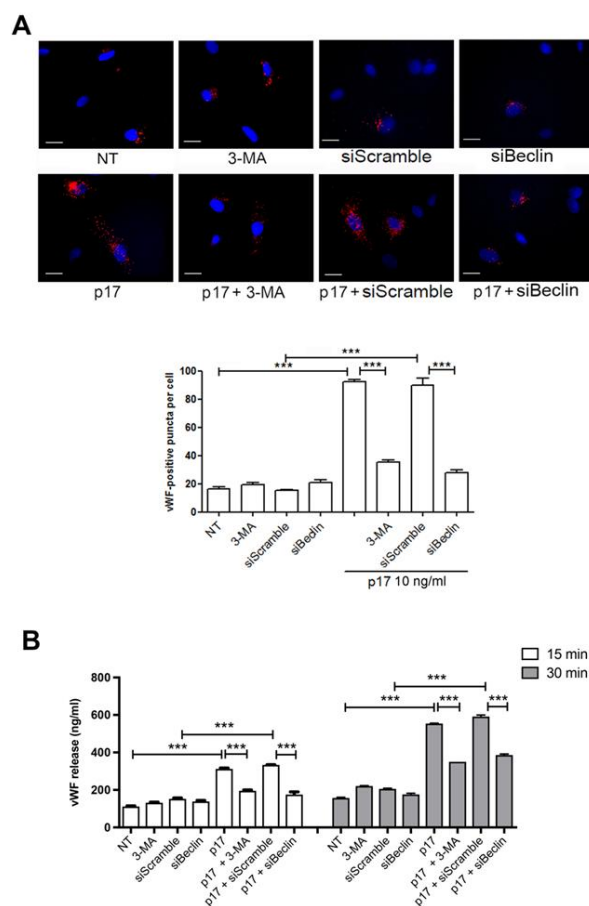 A
NT 3-MA siScramble siBeclin
p17 p17 + 3-MA p17 + siScramble p17 + siBeclin
*** 
*** *** ***
100
80
60
40
20
0
vWF-positive puncta per cell
NT 3-MA siScramble siBeclin 3-MA siScramble siBeclin
p17 10 ng/ml
B
15 min
30 min
*** 
*** *** ***
*** 
*** *** ***
800
600
400
200
0
vWF release (ng/ml)
NT 3-MA siScramble siBeclin p17 p17 + 3-MA p17 + siScramble p17 + siBeclin NT 3-MA siScramble siBeclin p17 p17 + 3-MA p17 + siScramble p17 + siBeclin